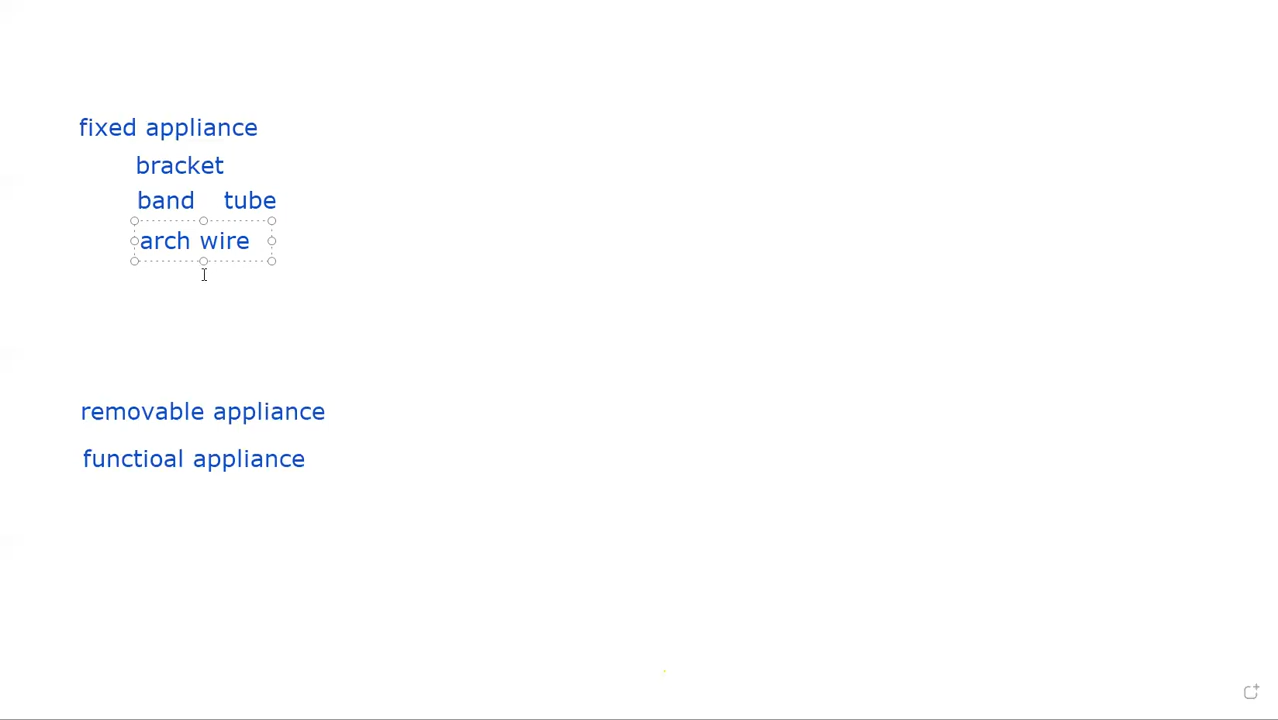 fixed appliance
bracket
band tube
arch wire
removable appliance
functioal appliance